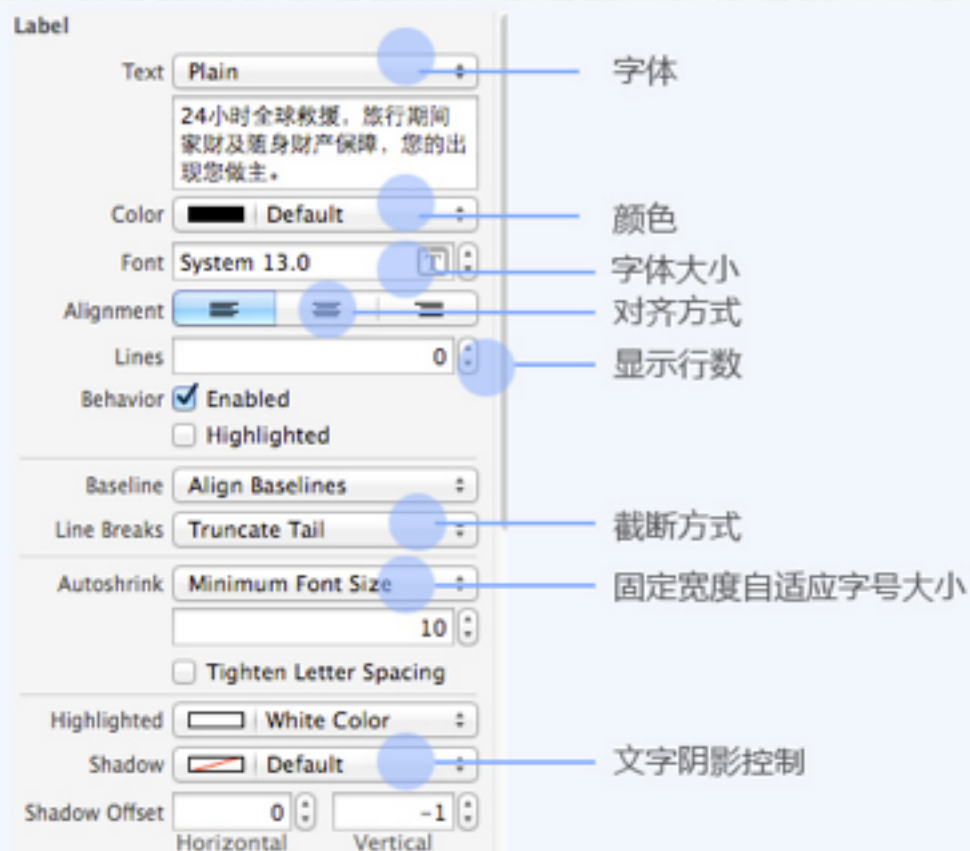 Label
Text Plain 字体
24小时全球救援，旅行期间
家财及随身财产保障，您的出
现您做主。
Color Default 颜色
Font System 13.0 T 字体大小
Alignment 对齐方式
Lines 0 显示行数
Behavior Enabled
Highlighted
Baseline Align Baselines
Line Breaks Truncate Tail 截断方式
Autoshrink Minimum Font Size 固定宽度自适应字号大小
10
Tighten Letter Spacing
Highlighted White Color
Shadow Default 文字阴影控制
Shadow Offset 0 -1
Horizontal Vertical